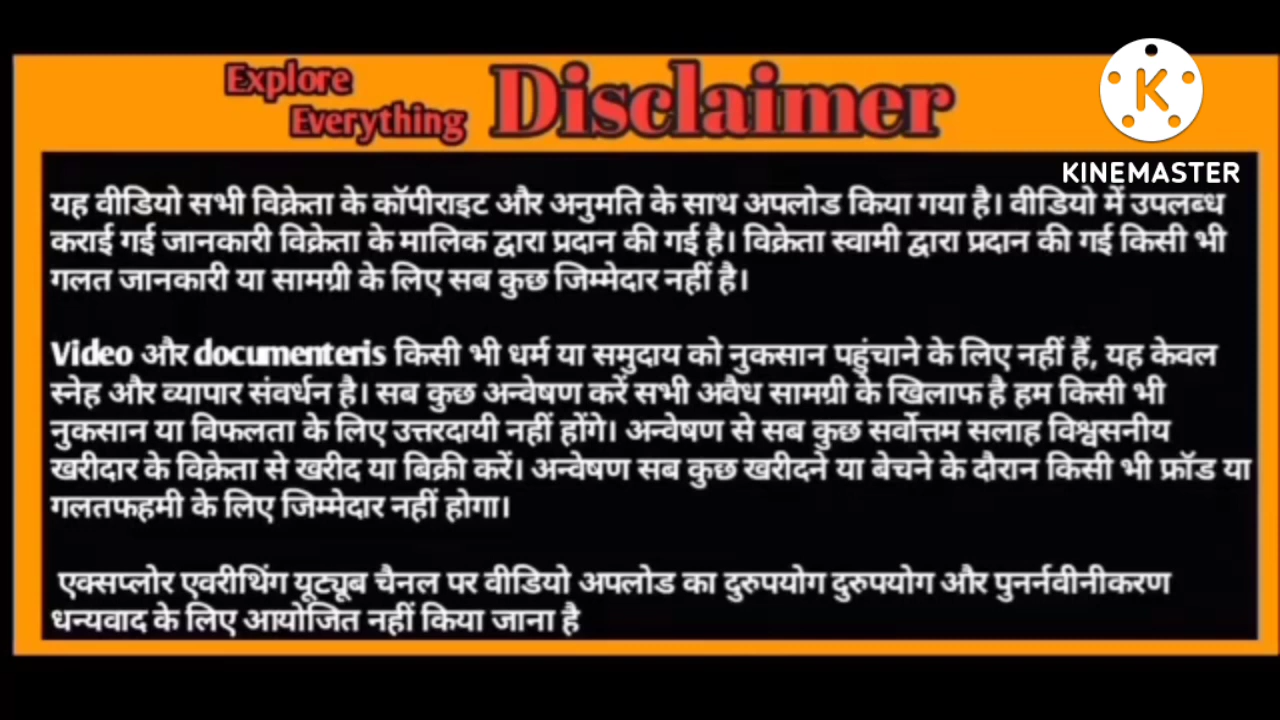 Explore
Everything
Disclaimer
KINEMASTER
यह वीडियो सभी विक्रेता के कॉपीराइट और अनुमति के साथ अपलोड किया गया है। वीडियो में उपलब्ध
कराई गई जानकारी विक्रेता के मालिक द्वारा प्रदान की गई है। विक्रेता स्वामी द्वारा प्रदान की गई किसी भी
गलत जानकारी या सामग्री के लिए सब कुछ जिम्मेदार नहीं है।
Video और documenteris किसी भी धर्म या समुदाय को नुकसान पहुंचाने के लिए नहीं हैं, यह केवल
स्नेह और व्यापार संवर्धन है। सब कुछ अन्वेषण करें सभी अवैध सामग्री के खिलाफ है हम किसी भी
नुकसान या विफलता के लिए उत्तरदायी नहीं होंगे। अन्वेषण से सब कुछ सर्वोत्तम सलाह विश्वसनीय
खरीदार के विक्रेता से खरीद या बिक्री करें। अन्वेषण सब कुछ खरीदने या बेचने के दौरान किसी भी फ्रॉड या
गलतफहमी के लिए जिम्मेदार नहीं होगा।
एक्सप्लोर एवरीथिंग यूट्यूब चैनल पर वीडियो अपलोड का दुरुपयोग दुरुपयोग और पुनर्नवीनीकरण
धन्यवाद के लिए आयोजित नहीं किया जाना है